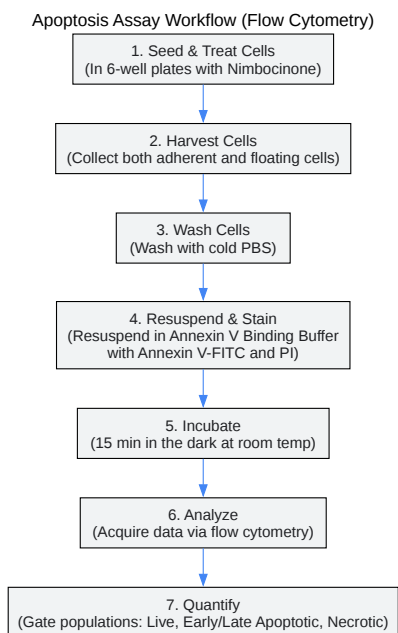 Apoptosis Assay Workflow (Flow Cytometry)
1. Seed & Treat Cells
(In 6-well plates with Nimbocinone)
2. Harvest Cells
(Collect both adherent and floating cells)
3. Wash Cells
(Wash with cold PBS)
4. Resuspend & Stain
(Resuspend in Annexin V Binding Buffer
with Annexin V-FITC and PI)
5. Incubate
(15 min in the dark at room temp)
6. Analyze
(Acquire data via flow cytometry)
7. Quantify
(Gate populations: Live, Early/Late Apoptotic, Necrotic)